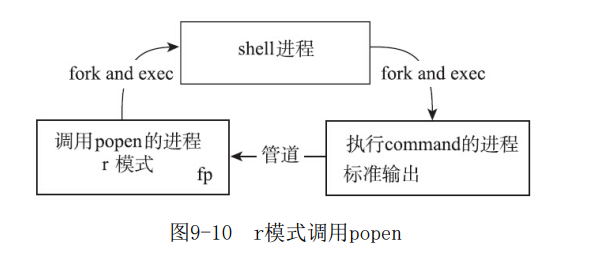 shell进程
fork and exec
fork and exec
调用popen的进程
r 模式
fp
管道
执行command的进程
标准输出
图9-10 r模式调用popen